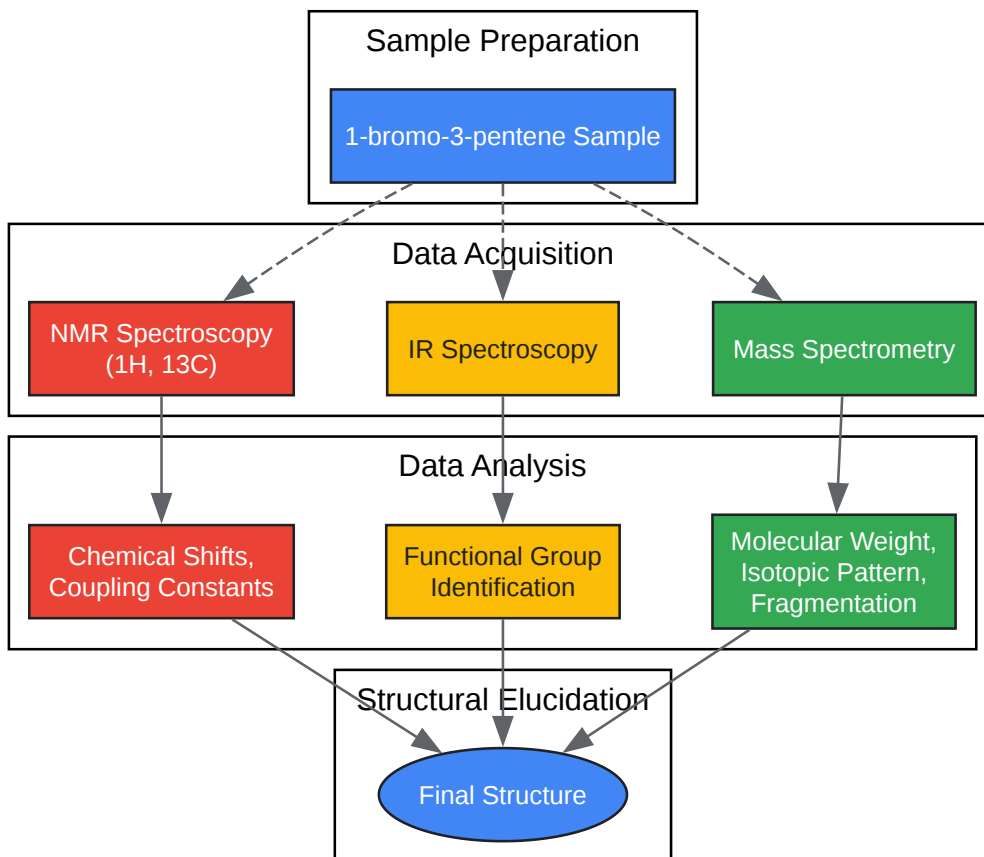 Sample Preparation
1-bromo-3-pentene Sample
Data Acquisition
NMR Spectroscopy
(1H, 13C)
IR Spectroscopy
Mass Spectrometry
Data Analysis
Chemical Shifts,
Coupling Constants
Functional Group
Identification
Molecular Weight,
Isotopic Pattern,
Fragmentation
Structural Elucidation
Final Structure